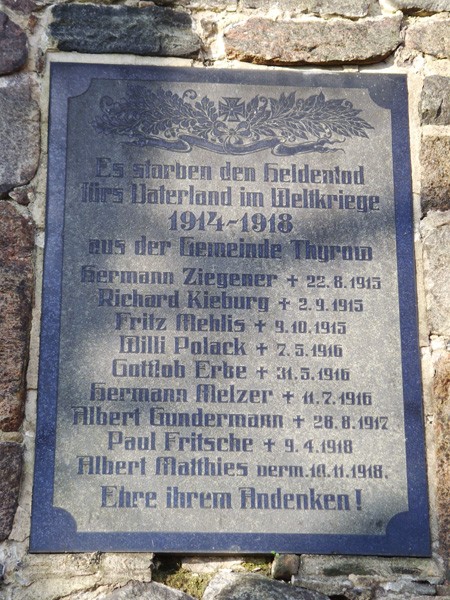 Es starben den Heldentod
fürs Vaterland im Weltkriege
1914-1918
aus der Gemeinde Thyrow
Hermann Ziegener + 22.8.1915
Richard Kieburg + 2.9.1915
Fritz Mehlis + 9.10.1915
Willi Polack + 7.5.1916
Gottlob Erbe + 31.5.1916
Hermann Melzer + 11.7.1916
Albert Gundermann + 28.8.1917
Paul Fritsche + 9.4.1918
Albert Matthies verm. 10.11.1918.
Ehre ihrem Andenken!